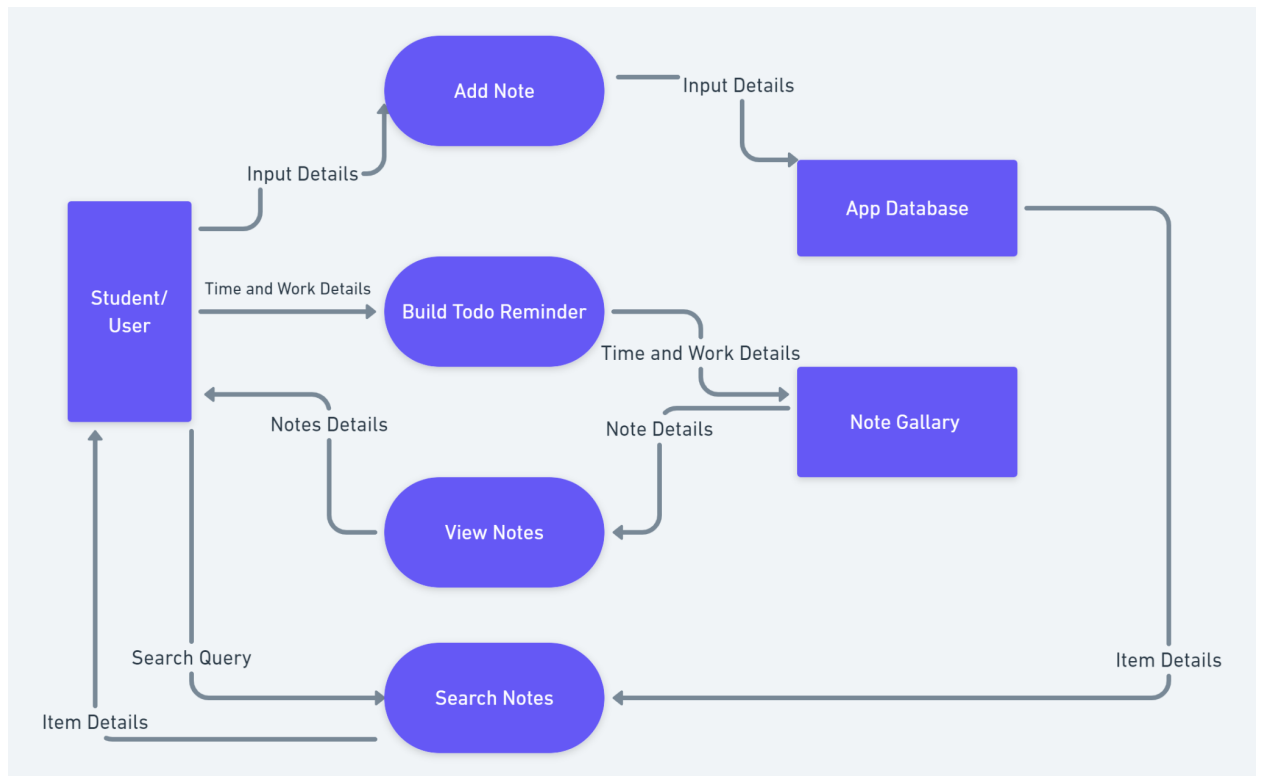 Add Note
Input Details
Input Details
App Database
Student/
User
Time and Work Details
Build Todo Reminder
Time and Work Details
Note Gallary
Notes Details
Note Details
View Notes
Search Query
Item Details
Search Notes
Item Details